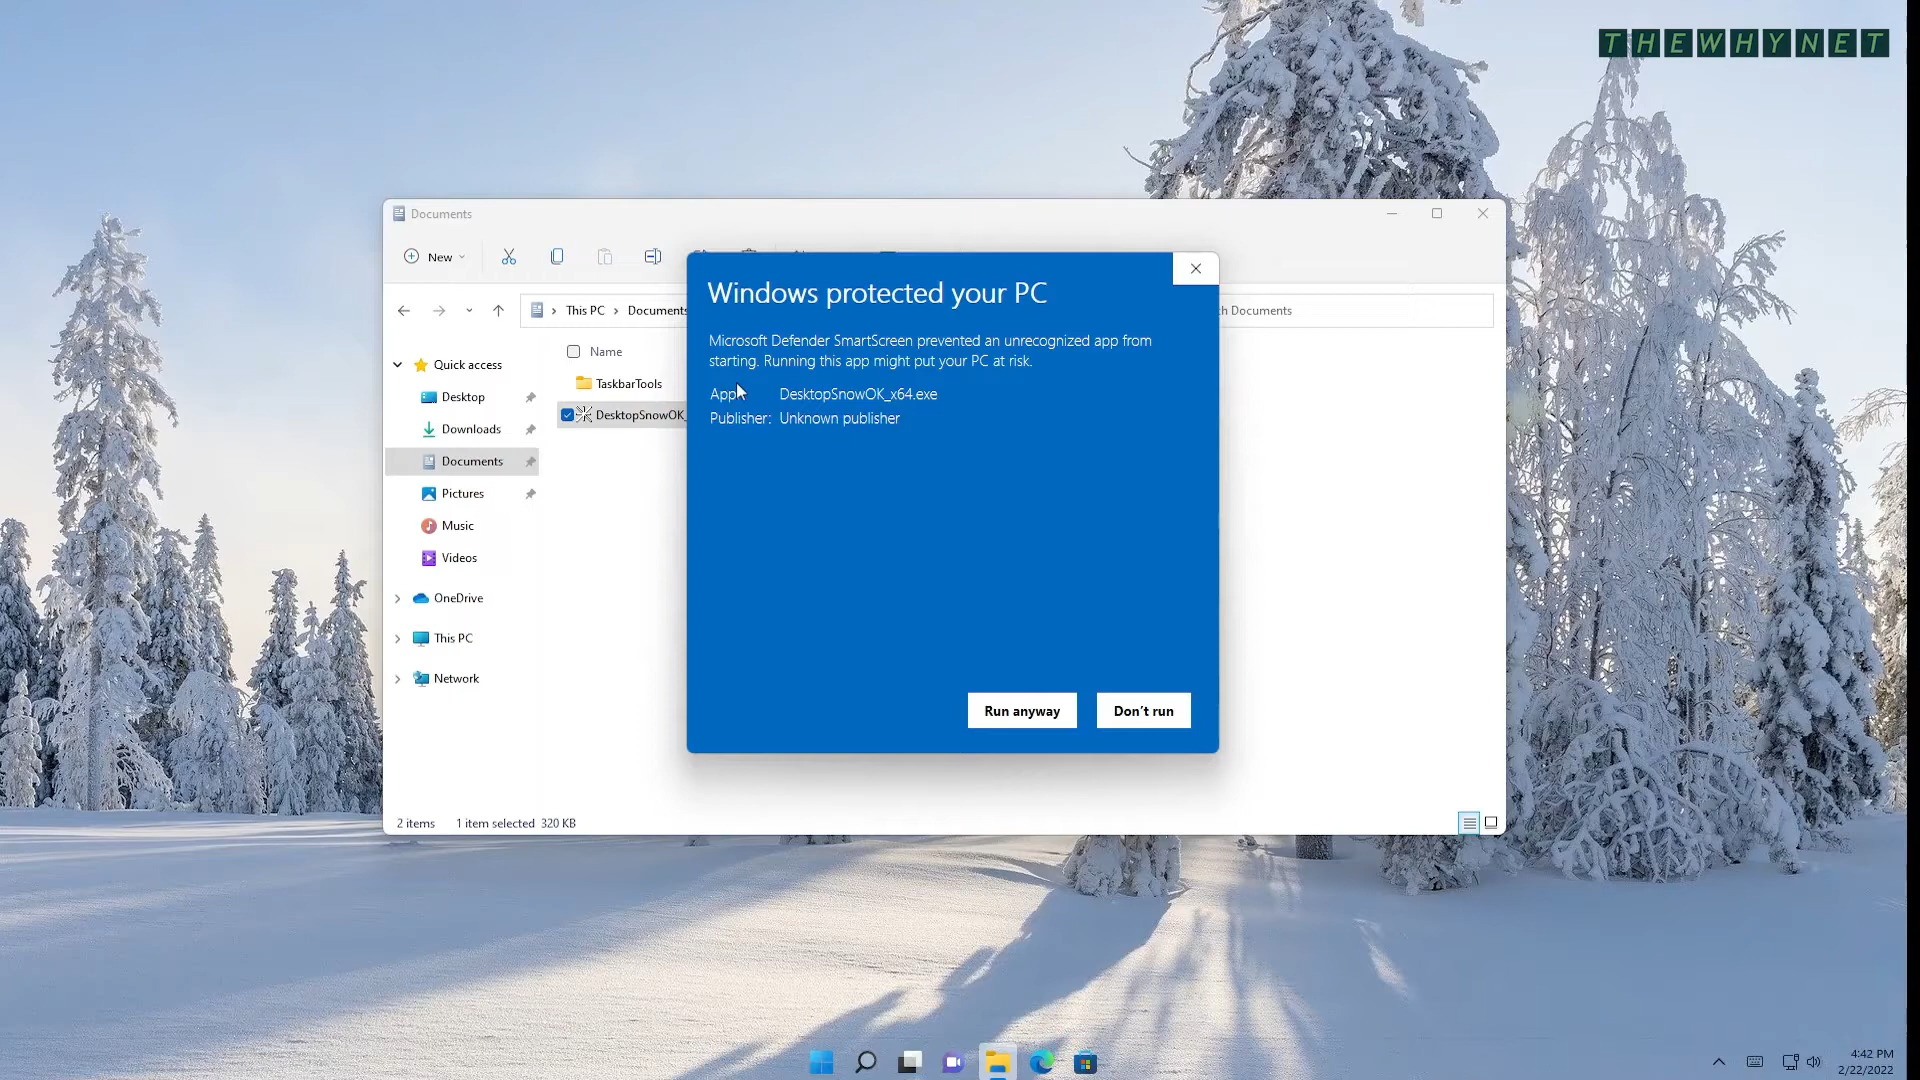 THEWHYNET
Documents
New
This PC
Documents
Documents
Name
Quick access
TaskbarTools
Desktop
DesktopSnowOK_
Downloads
Documents
Pictures
Music
Videos
OneDrive
This PC
Network
2 items 1 item selected 320 KB
Windows protected your PC
Microsoft Defender SmartScreen prevented an unrecognized app from
starting. Running this app might put your PC at risk.
App: DesktopSnowOK_x64.exe
Publisher: Unknown publisher
Run anyway
Don't run
4:42 PM
2/22/2022